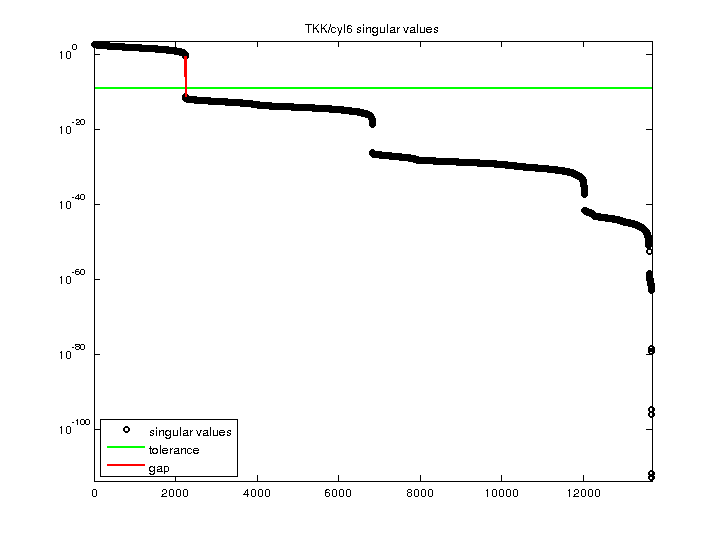 TKK/cyl6 singular values
10^0
10^-20
10^-40
10^-60
10^-80
10^-100
singular values
tolerance
gap
0 2000 4000 6000 8000 10000 12000